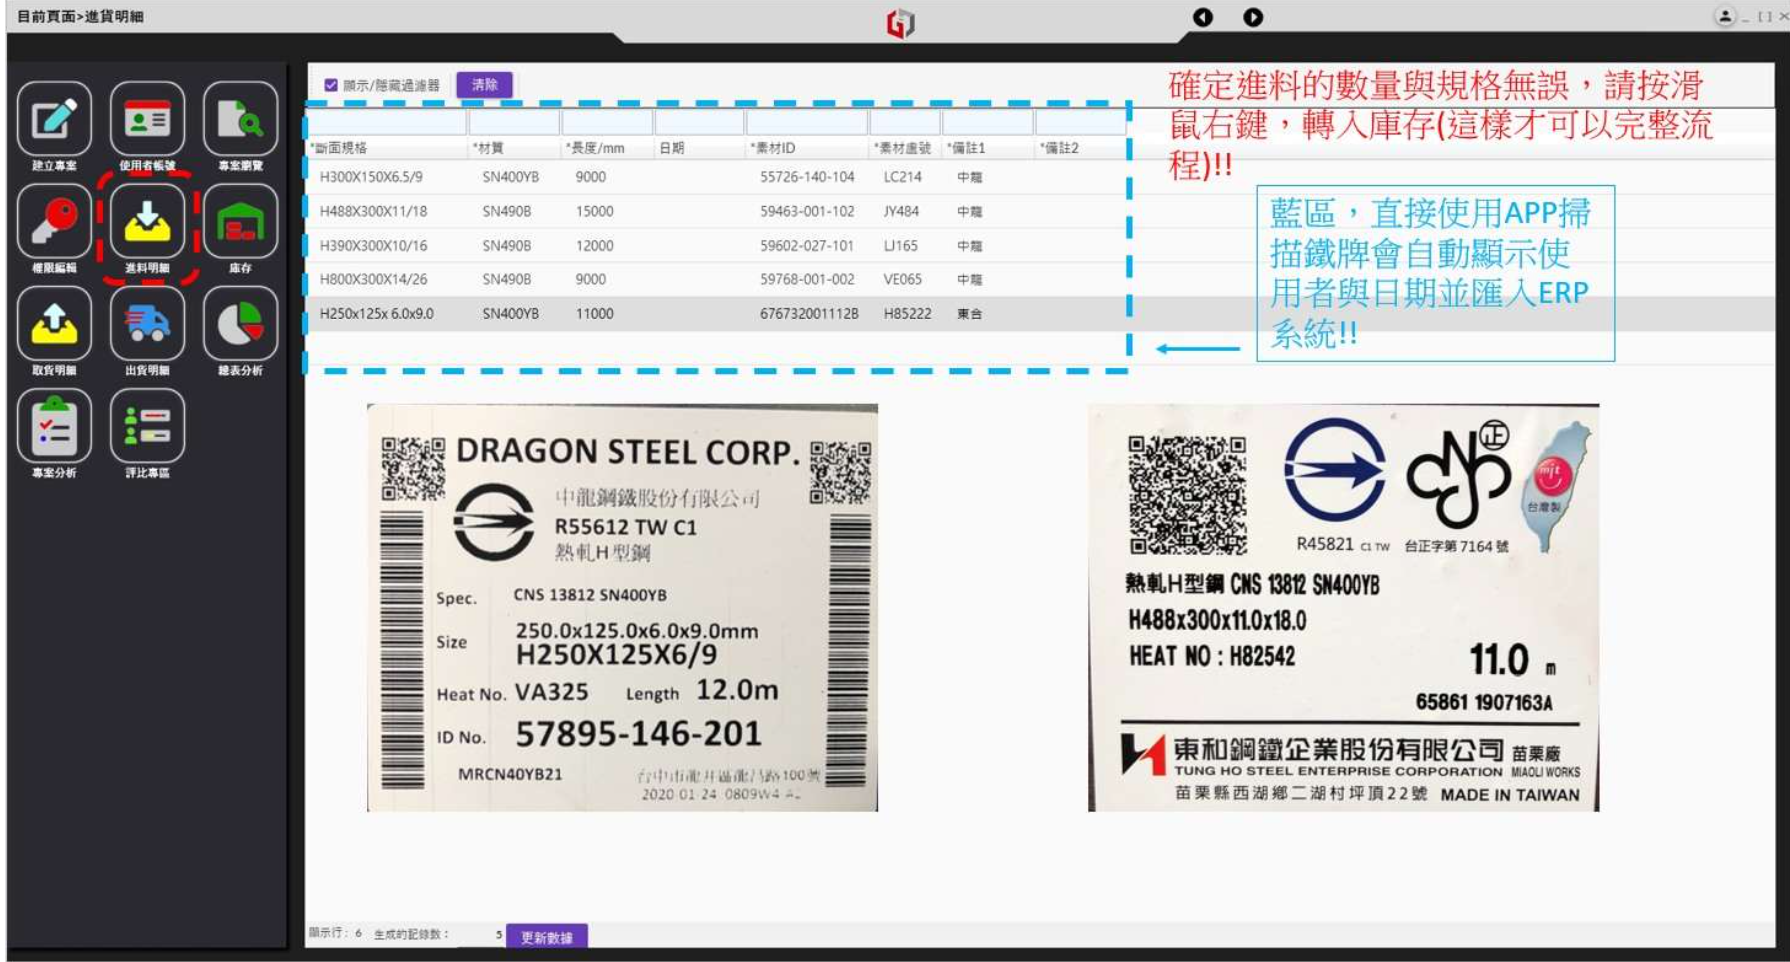 目前頁面>進貨明細
顯示/隱藏過濾器 清除
確定進料的數量與規格無誤，請按滑
鼠右鍵，轉入庫存(這樣才可以完整流
程)!!
建立專案 使用者帳號 專案瀏覽
權限編輯 進料明細 庫存
取貨明細 出貨明細 總表分析
專案分析 評比專區
*斷面規格 *材質 *長度/mm 日期 *素材ID *素材盧號 *備註1 *備註2
H300X150X6.5/9 SN400YB 9000 55726-140-104 LC214 中龍
H488X300X11/18 SN490B 15000 59463-001-102 JY484 中龍
H390X300X10/16 SN490B 12000 59602-027-101 LJ165 中龍
H800X300X14/26 SN490B 9000 59768-001-002 VE065 中龍
H250x125x 6.0x9.0 SN400YB 11000 676732001112B H85222 東合
藍區，直接使用APP掃
描鐵牌會自動顯示使
用者與日期並匯入ERP
系統!!
DRAGON STEEL CORP.
中龍鋼鐵股份有限公司
R55612 TW C1
熱軋H型鋼
Spec. CNS 13812 SN400YB
Size 250.0x125.0x6.0x9.0mm
H250X125X6/9
Heat No. VA325 Length 12.0m
ID No. 57895-146-201
MRCN40YB21
台中市龍井區龍昌路100號
2020-01-24 0809W4
正
mit
台灣製
R45821 C1 TW 台正字第7164號
熱軋H型鋼 CNS 13812 SN400YB
H488x300x11.0x18.0
HEAT NO : H82542 11.0 m
65861 1907163A
東和鋼鐵企業股份有限公司 苗栗廠
TUNG HO STEEL ENTERPRISE CORPORATION MIAOLI WORKS
苗栗縣西湖鄉二湖村坪頂22號 MADE IN TAIWAN
顯示行: 6 生成的記錄數: 5 更新數據